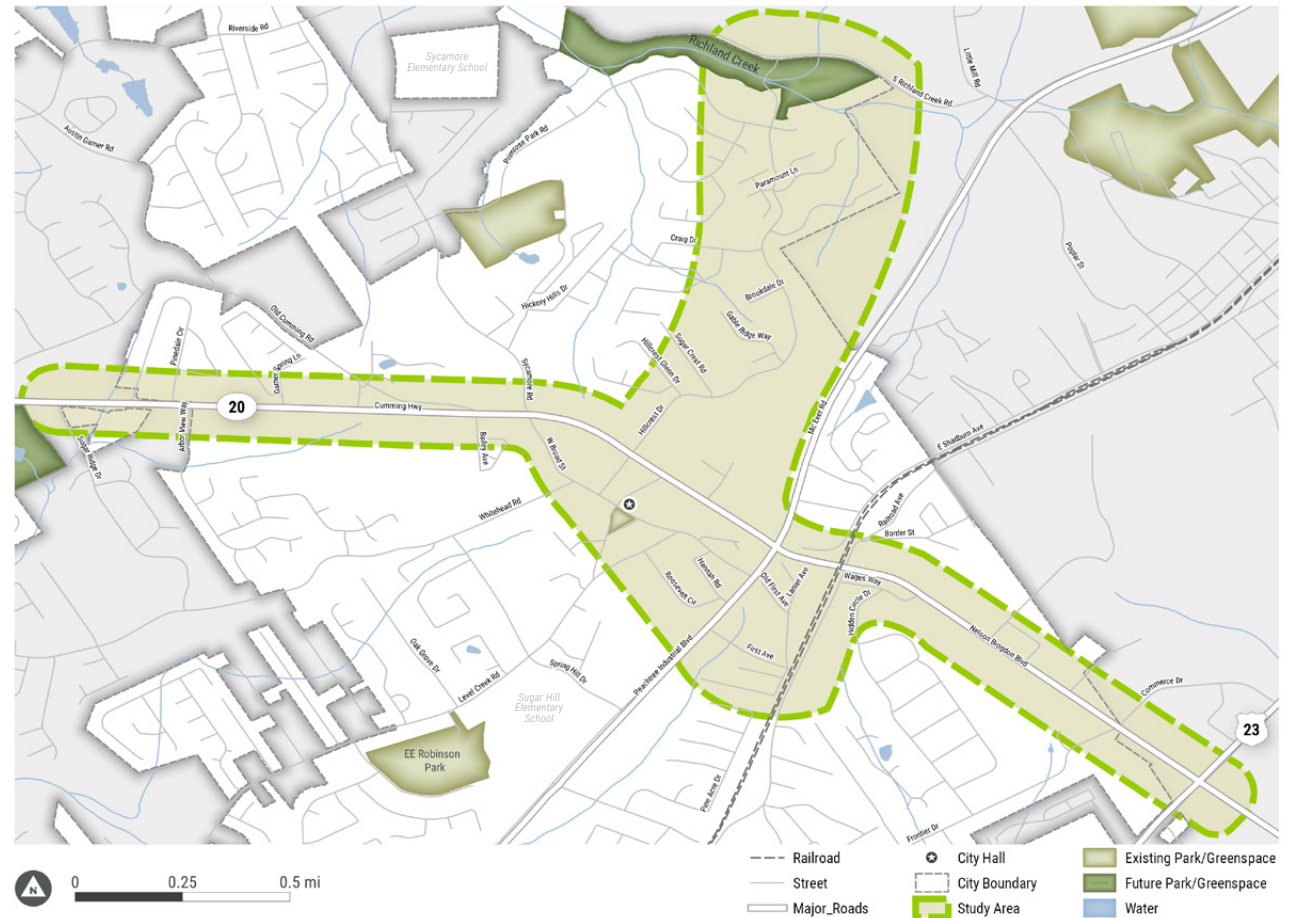 Riverside Rd
Sycamore
Elementary School
Richland Creek
Little Mill Rd
S Richland Creek Rd
Austin Garner Rd
Primrose Park Rd
Paramount Ln
Craig Dr
Poplar St
Hickory Hills Dr
Brookdale Dr
Old Cumming Rd
Gable Ridge Way
Pinedale Cir
Sugar Crest Rd
Hillcrest Glenn Dr
Garner Spring Ln
Sycamore Rd
20
Cumming Hwy
Mc Ever Rd
Hillcrest Dr
Arbor View Way
Sugar Ridge Dr
Bailey Ave
W Broad St
E Shadburn Ave
Whitehead Rd
Railroad Ave
Border St
Hannah Rd
Roosevelt Cir
Old First Ave
Lanier Ave
Wages Way
Hidden Circle Dr
Nelson Brogdon Blvd
First Ave
Oak Grove Dr
Peachtree Industrial Blvd
Spring Hill Dr
Level Creek Rd
Commerce Dr
Sugar Hill
Elementary
School
23
EE Robinson
Park
Pine Acre Dr
Frontier Dr
N
0 0.25 0.5 mi
Railroad
Street
Major_Roads
City Hall
City Boundary
Study Area
Existing Park/Greenspace
Future Park/Greenspace
Water